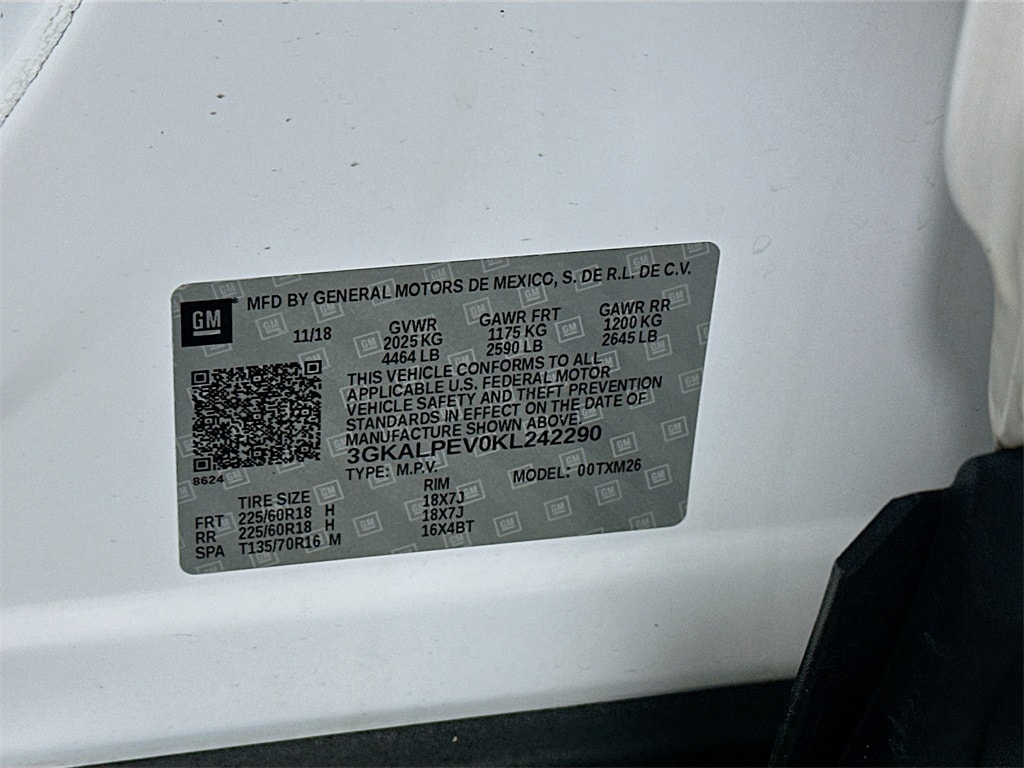 GM
MFD BY GENERAL MOTORS DE MEXICO, S. DE R.L. DE C.V.
11/18 GVWR GAWR FRT GAWR RR
2025 KG 1175 KG 1200 KG
4464 LB 2590 LB 2645 LB
THIS VEHICLE CONFORMS TO ALL
APPLICABLE U.S. FEDERAL MOTOR
VEHICLE SAFETY AND THEFT PREVENTION
STANDARDS IN EFFECT ON THE DATE OF
MANUFACTURE SHOWN ABOVE.
3GKALPEV0KL242290
8624
TYPE: M.P.V. MODEL: 00TXM26
TIRE SIZE RIM
FRT 225/60R18 H 18X7J
RR 225/60R18 H 18X7J
SPA T135/70R16 M 16X4BT